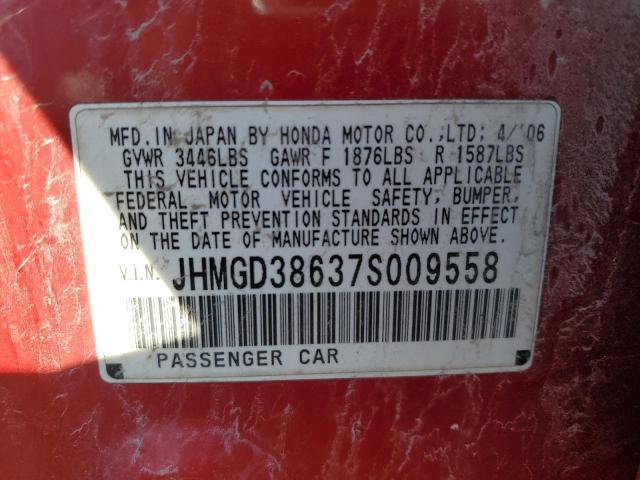 MFD. IN JAPAN BY HONDA MOTOR CO., LTD; 4/06
GVWR 3446LBS GAWR F 1876LBS R 1587LBS
THIS VEHICLE CONFORMS TO ALL APPLICABLE
FEDERAL MOTOR VEHICLE SAFETY, BUMPER,
AND THEFT PREVENTION STANDARDS IN EFFECT
ON THE DATE OF MANUFACTURE SHOWN ABOVE.
V.I.N. JHMGD38637S009558
PASSENGER CAR